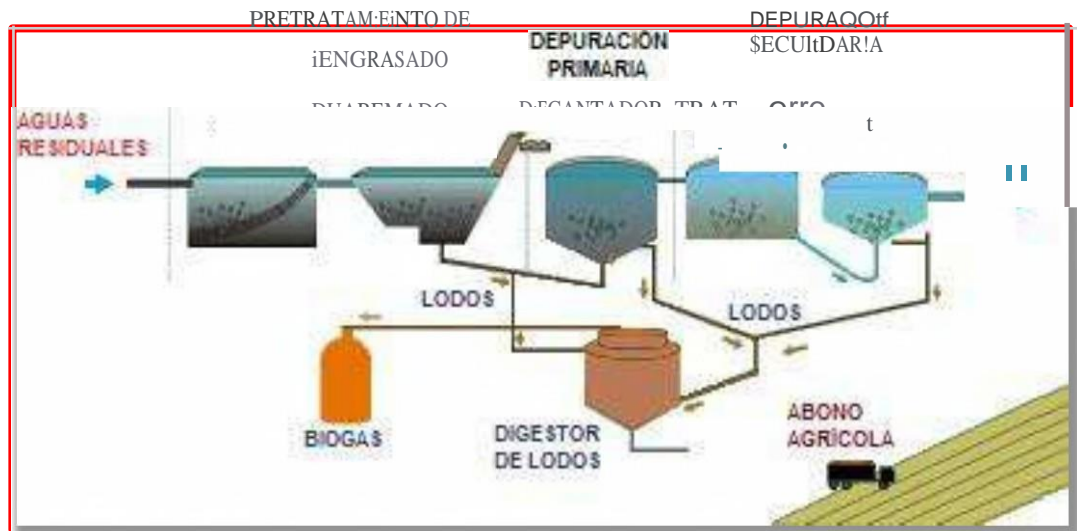 PRETRATAM:EiNTO DE
iENGRASADO
DEPURACIÓN
PRIMARIA
DEPURAQOtf
$ECUltDAR!A
AGUAS
RESIDUALES
t
LODOS
LODOS
BIOGAS
DIGESTOR
DE LODOS
ABONO
AGRÍCOLA